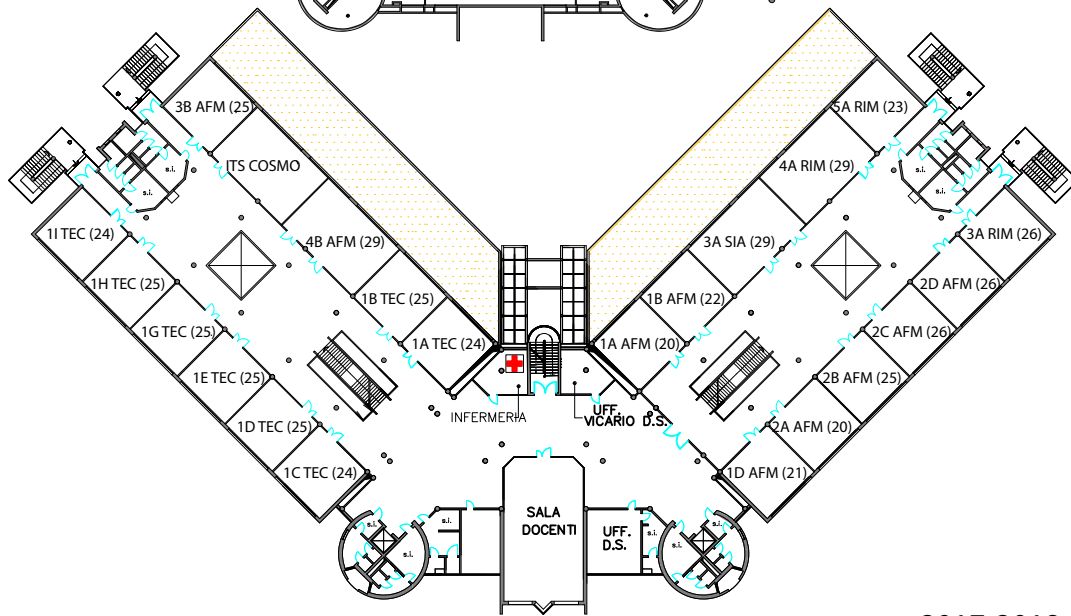 3B AFM (25)
ITS COSMO
4B AFM (29)
1B TEC (25)
1A TEC (24)
1I TEC (24)
1H TEC (25)
1G TEC (25)
1E TEC (25)
1D TEC (25)
1C TEC (24)
s.i.
s.i.
5A RIM (23)
4A RIM (29)
3A SIA (29)
1B AFM (22)
1A AFM (20)
s.i.
s.i.
3A RIM (26)
2D AFM (26)
2C AFM (26)
2B AFM (25)
2A AFM (20)
1D AFM (21)
INFERMERIA
UFF.
VICARIO D.S.
SALA
DOCENTI
UFF.
D.S.
s.i.
s.i.
s.i.
s.i.
s.i.
s.i.
s.i.